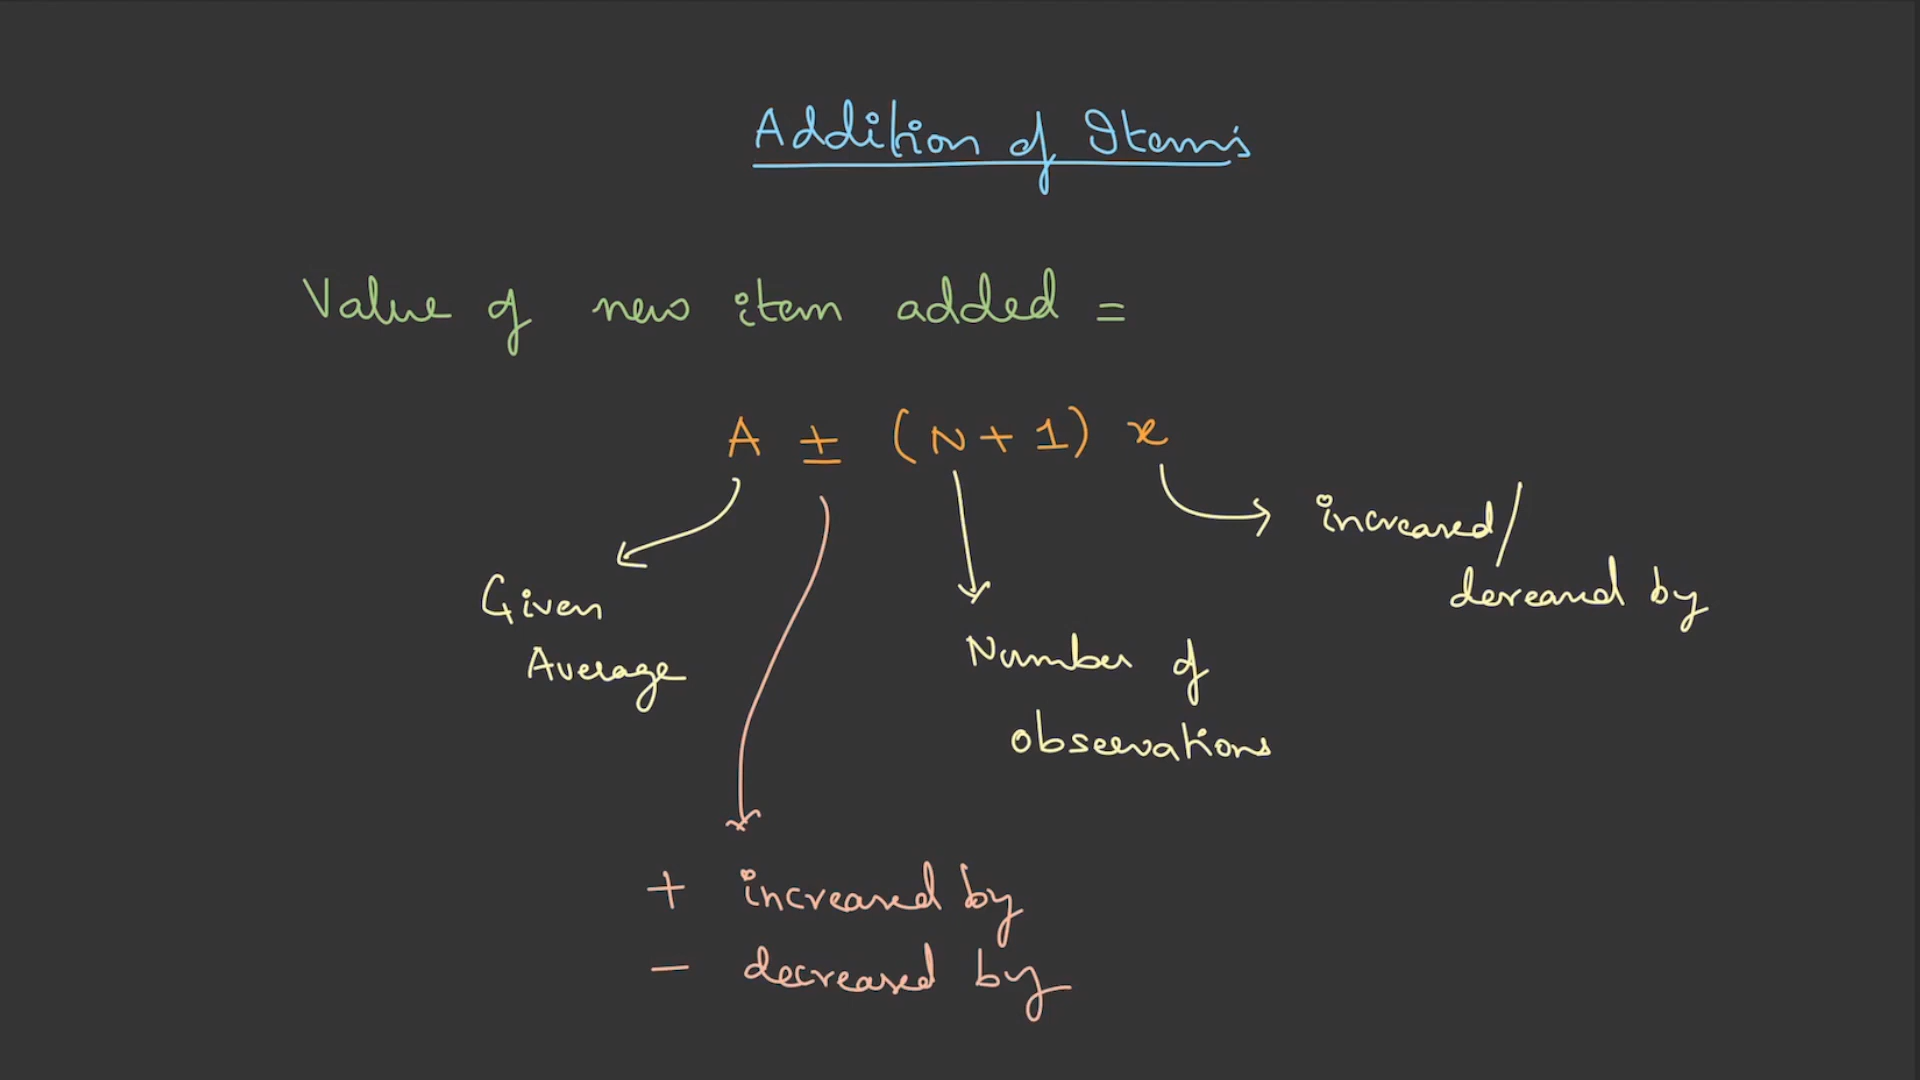 Addition of Items
Value of new item added =
A ± (N + 1) x
increased/
decreased by
Given
Average
Number of
observations
+ increased by
− decreased by